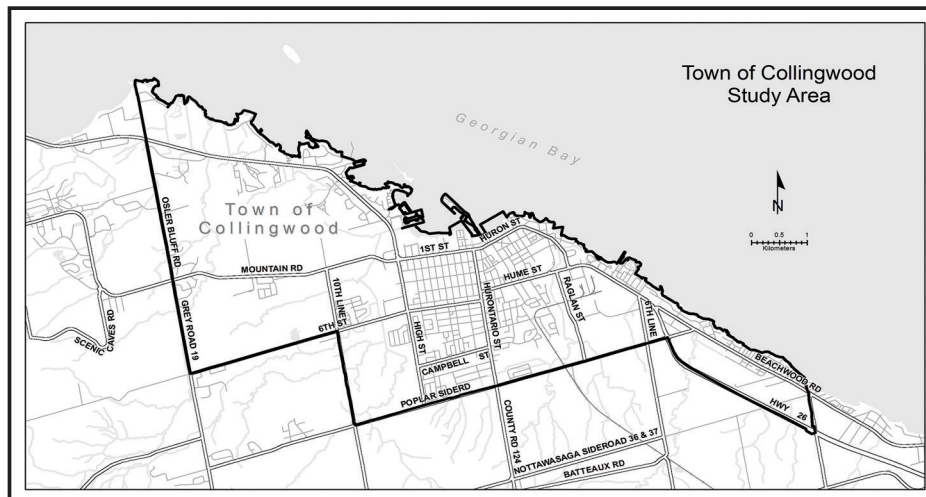 Town of Collingwood
Study Area
Georgian Bay
N
0 0.5 1
Kilometers
Town of
Collingwood
OSLER BLUFF RD
HURON ST
1ST ST
MOUNTAIN RD
HUME ST
10TH LINE
RAGLAN ST
HURONTARIO ST
6TH LINE
GREY ROAD 19
6TH ST
HIGH ST
SCENIC
CAVES RD
CAMPBELL ST
BEACHWOOD RD
POPLAR SIDERD
HWY 26
COUNTY RD 124
NOTTAWASAGA SIDEROAD 36 & 37
BATTEAUX RD